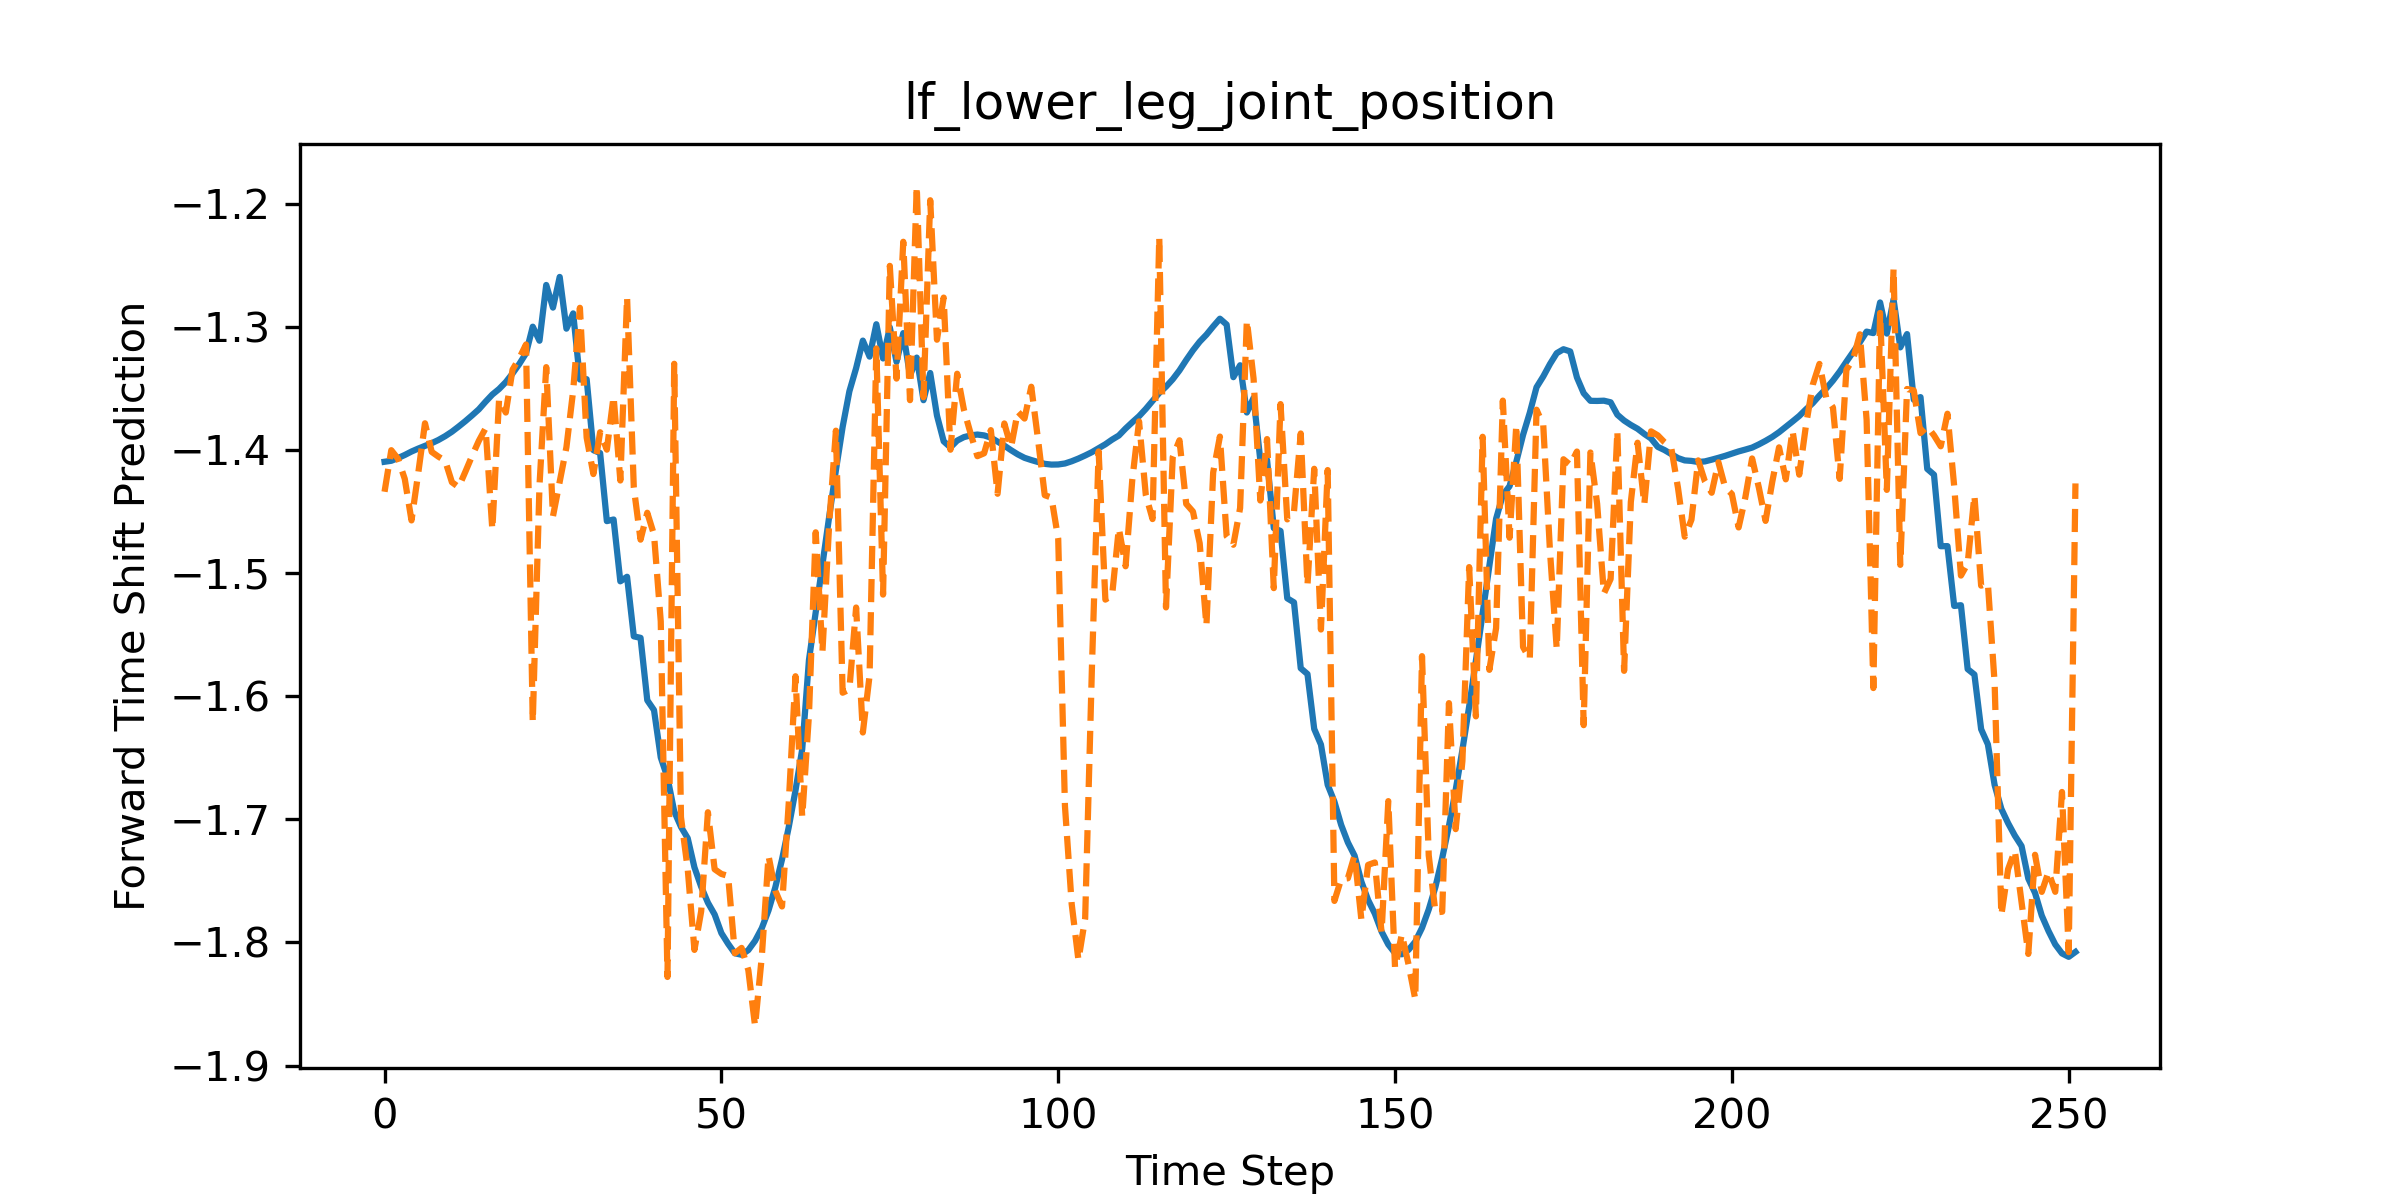 lf_lower_leg_joint_position
Forward Time Shift Prediction
−1.2
−1.3
−1.4
−1.5
−1.6
−1.7
−1.8
−1.9
0 50 100 150 200 250
Time Step